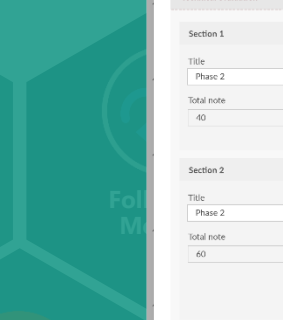 Section 1
Title
Phase 2
Total note
40
Section 2
Title
Phase 2
Total note
60